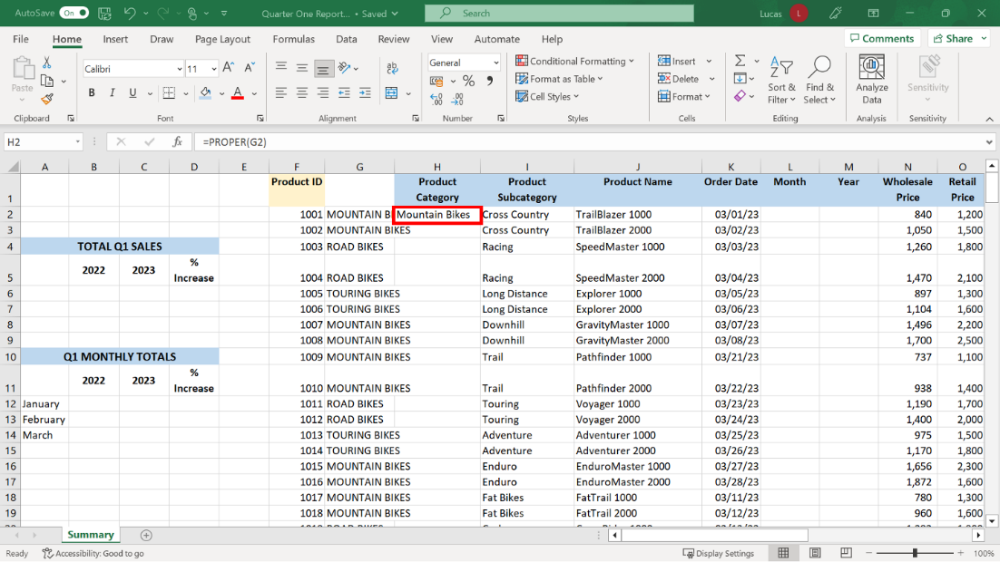 AutoSave On Quarter One Report... • Saved Search Lucas L
File Home Insert Draw Page Layout Formulas Data Review View Automate Help Comments Share
Paste Calibri 11 A A ab General Conditional Formatting Insert Sort & Filter Find & Select Analyze Data Sensitivity
B I U A $ % , Format as Table Delete
.00 .00 Cell Styles Format
Clipboard Font Alignment Number Styles Cells Editing Analysis Sensitivity
H2 fx =PROPER(G2)
A B C D E F G H I J K L M N O
1 Product ID Product Category Product Subcategory Product Name Order Date Month Year Wholesale Price Retail Price
2 1001 MOUNTAIN B Mountain Bikes Cross Country TrailBlazer 1000 03/01/23 840 1,200
3 1002 MOUNTAIN BIKES Cross Country TrailBlazer 2000 03/02/23 1,050 1,500
4 TOTAL Q1 SALES 1003 ROAD BIKES Racing SpeedMaster 1000 03/03/23 1,260 1,800
5 2022 2023 % Increase 1004 ROAD BIKES Racing SpeedMaster 2000 03/04/23 1,470 2,100
6 1005 TOURING BIKES Long Distance Explorer 1000 03/05/23 897 1,300
7 1006 TOURING BIKES Long Distance Explorer 2000 03/06/23 1,104 1,600
8 1007 MOUNTAIN BIKES Downhill GravityMaster 1000 03/07/23 1,496 2,200
9 1008 MOUNTAIN BIKES Downhill GravityMaster 2000 03/08/23 1,700 2,500
10 Q1 MONTHLY TOTALS 1009 MOUNTAIN BIKES Trail Pathfinder 1000 03/21/23 737 1,100
11 2022 2023 % Increase 1010 MOUNTAIN BIKES Trail Pathfinder 2000 03/22/23 938 1,400
12 January 1011 ROAD BIKES Touring Voyager 1000 03/23/23 1,190 1,700
13 February 1012 ROAD BIKES Touring Voyager 2000 03/24/23 1,400 2,000
14 March 1013 TOURING BIKES Adventure Adventurer 1000 03/25/23 975 1,500
15 1014 TOURING BIKES Adventure Adventurer 2000 03/26/23 1,170 1,800
16 1015 MOUNTAIN BIKES Enduro EnduroMaster 1000 03/27/23 1,656 2,300
17 1016 MOUNTAIN BIKES Enduro EnduroMaster 2000 03/28/23 1,872 1,600
18 1017 MOUNTAIN BIKES Fat Bikes FatTrail 1000 03/11/23 780 1,300
19 1018 MOUNTAIN BIKES Fat Bikes FatTrail 2000 03/12/23 960 1,600
Summary
Ready Accessibility: Good to go Display Settings 100%